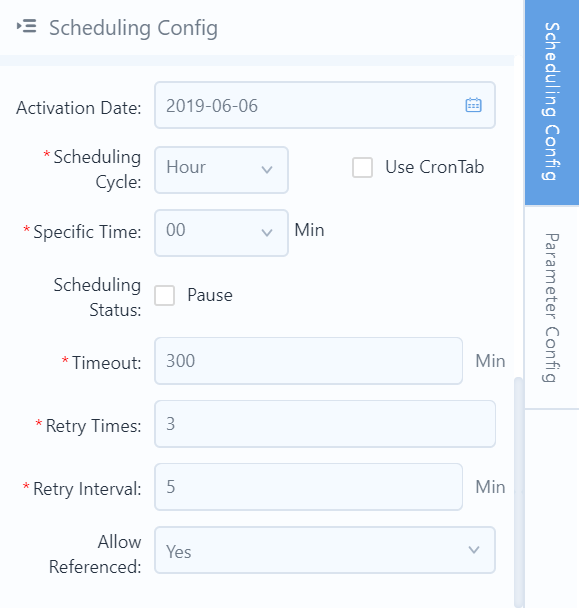 Scheduling Config
Activation Date: 2019-06-06
*Scheduling
Cycle: Hour Use CronTab
*Specific Time: 00 Min
Scheduling
Status: Pause
*Timeout: 300 Min
*Retry Times: 3
*Retry Interval: 5 Min
Allow
Referenced: Yes
Scheduling Config
Parameter Config